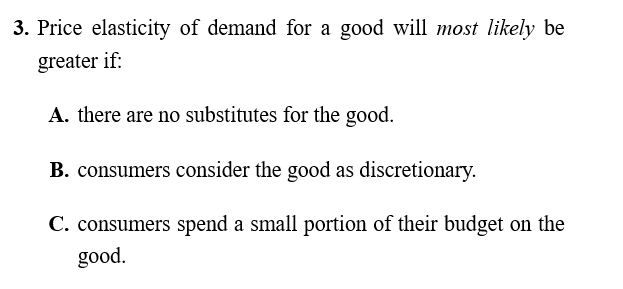 3. Price elasticity of demand for a good will most likely be
greater if:
A. there are no substitutes for the good.
B. consumers consider the good as discretionary.
C. consumers spend a small portion of their budget on the
good.